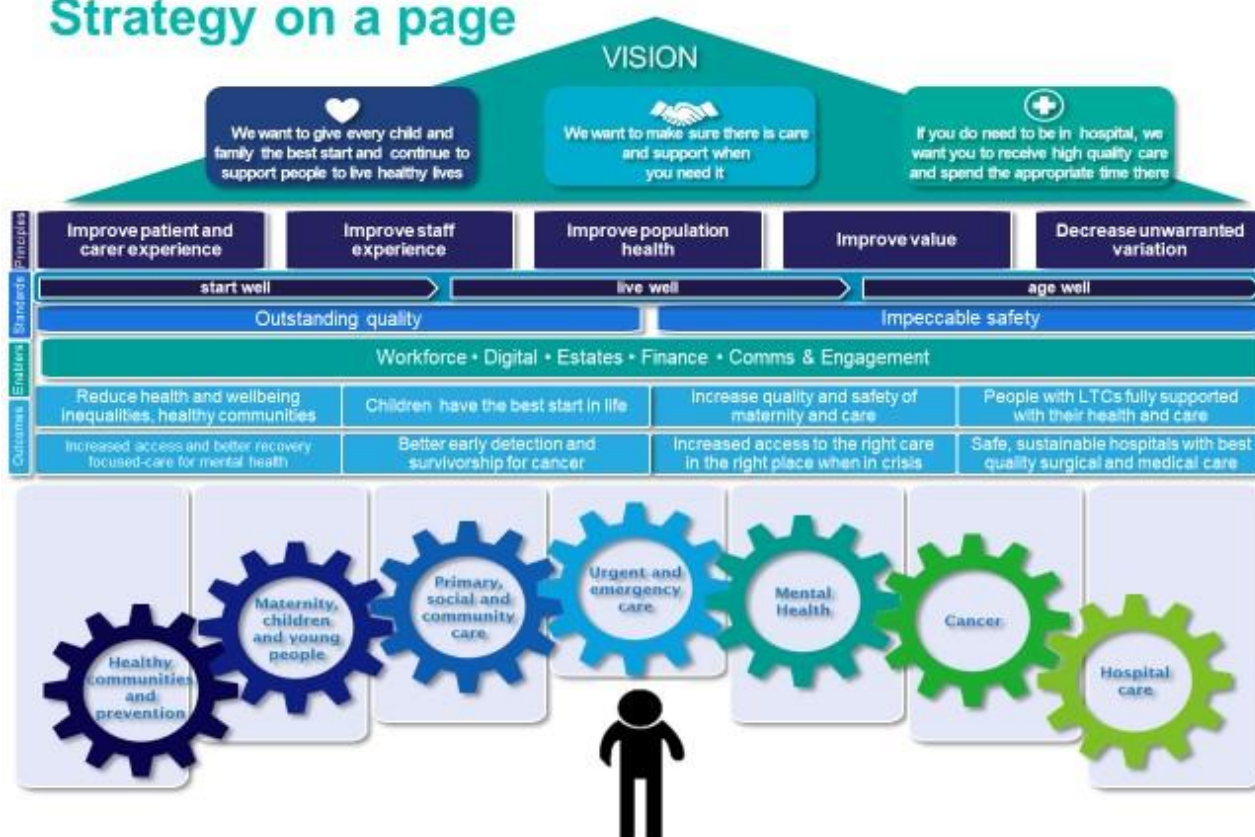 Strategy on a page
VISION
We want to give every child and
family the best start and continue to
support people to live healthy lives
We want to make sure there is care
and support when
you need it
If you do need to be in hospital, we
want you to receive high quality care
and spend the appropriate time there
Principles
Improve patient and
carer experience
Improve staff
experience
Improve population
health
Improve value
Decrease unwarranted
variation
Standards
start well
live well
age well
Outstanding quality
Impeccable safety
Enablers
Workforce • Digital • Estates • Finance • Comms & Engagement
Outcomes
Reduce health and wellbeing
inequalities, healthy communities
Children have the best start in life
Increase quality and safety of
maternity and care
People with LTCs fully supported
with their health and care
Increased access and better recovery
focused-care for mental health
Better early detection and
survivorship for cancer
Increased access to the right care
in the right place when in crisis
Safe, sustainable hospitals with best
quality surgical and medical care
Healthy,
communities
and
prevention
Maternity,
children
and young
people
Primary,
social and
community
care
Urgent and
emergency
care
Mental
Health
Cancer
Hospital
care